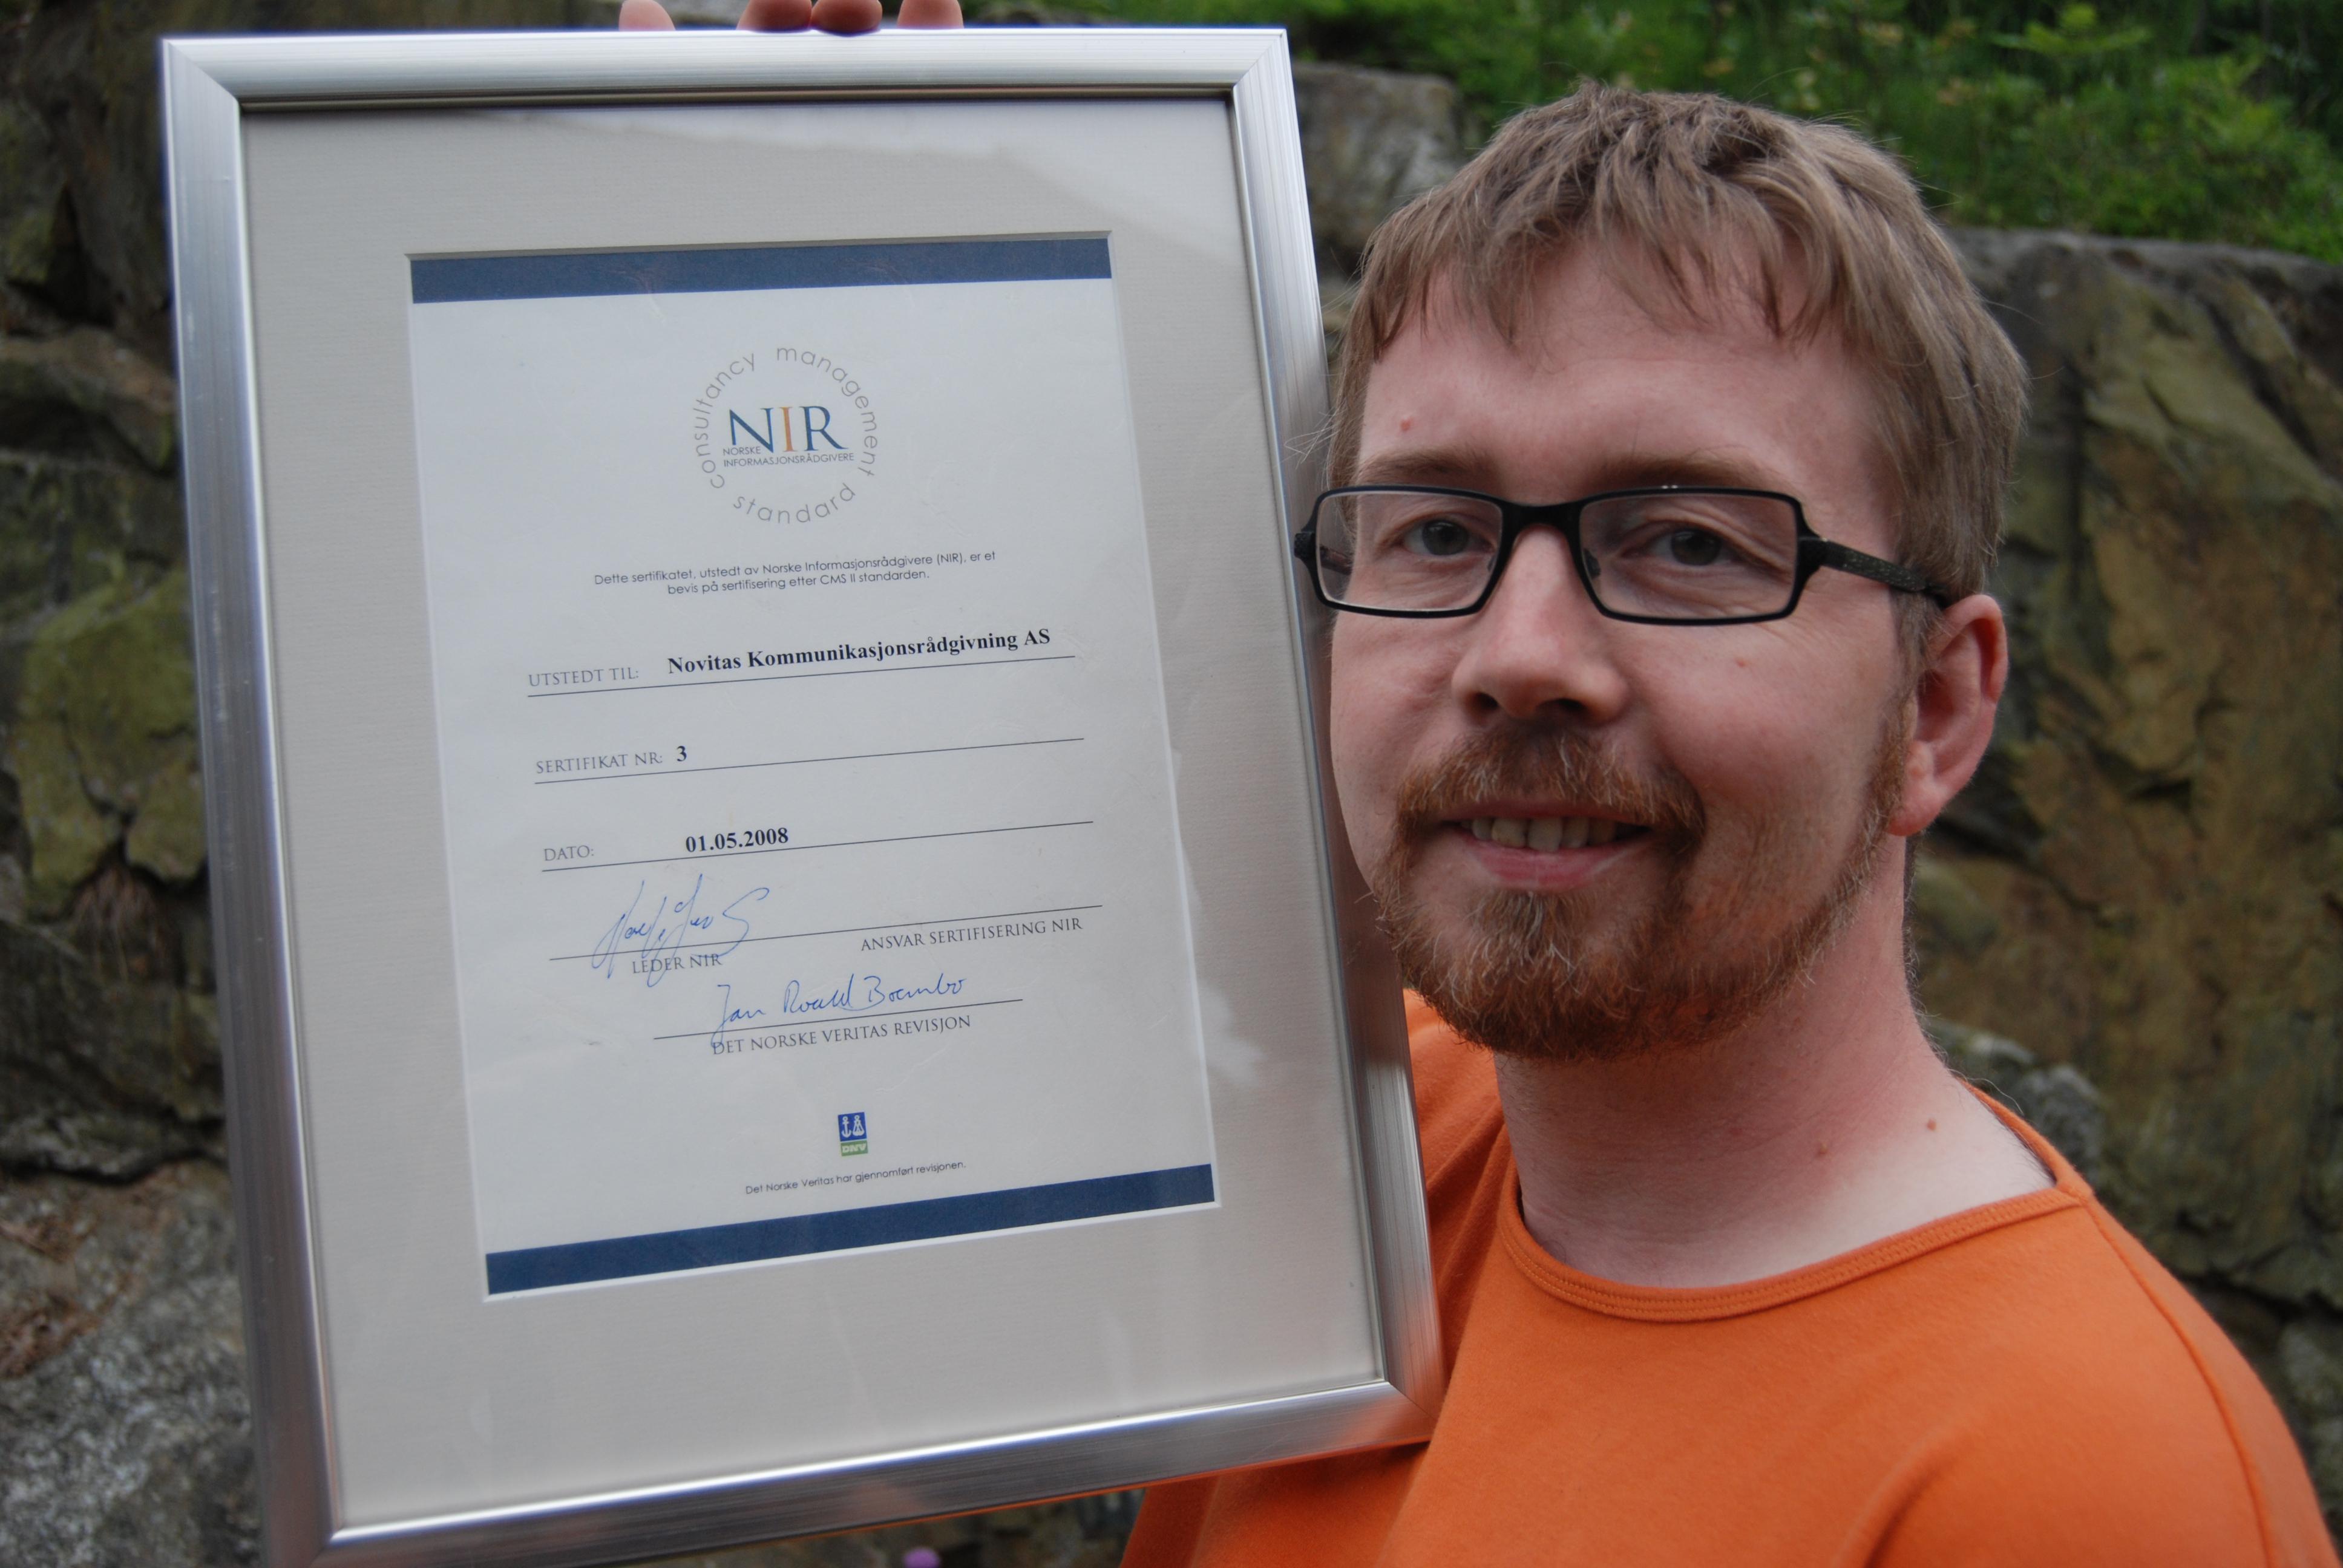 consultancy management standard
NIR
NORSKE
INFORMASJONSRÅDGIVERE
Dette sertifikatet, utstedt av Norske Informasjonsrådgivere (NIR), er et
bevis på sertifisering etter CMS II standarden.
UTSTEDT TIL: Novitas Kommunikasjonsrådgivning AS
SERTIFIKAT NR: 3
DATO: 01.05.2008
LEDER NIR ANSVAR SERTIFISERING NIR
Jan Roald
DET NORSKE VERITAS REVISJON
DNV
Det Norske Veritas har gjennomført revisjonen.